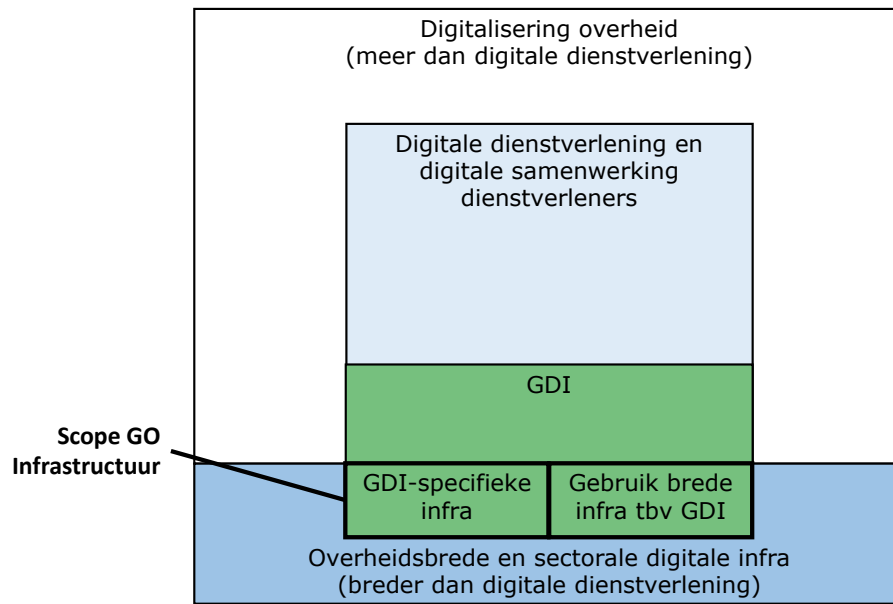 Digitalisering overheid
(meer dan digitale dienstverlening)
Digitale dienstverlening en
digitale samenwerking
dienstverleners
GDI
Scope GO
Infrastructuur
GDI-specifieke
infra
Gebruik brede
infra tbv GDI
Overheidsbrede en sectorale digitale infra
(breder dan digitale dienstverlening)